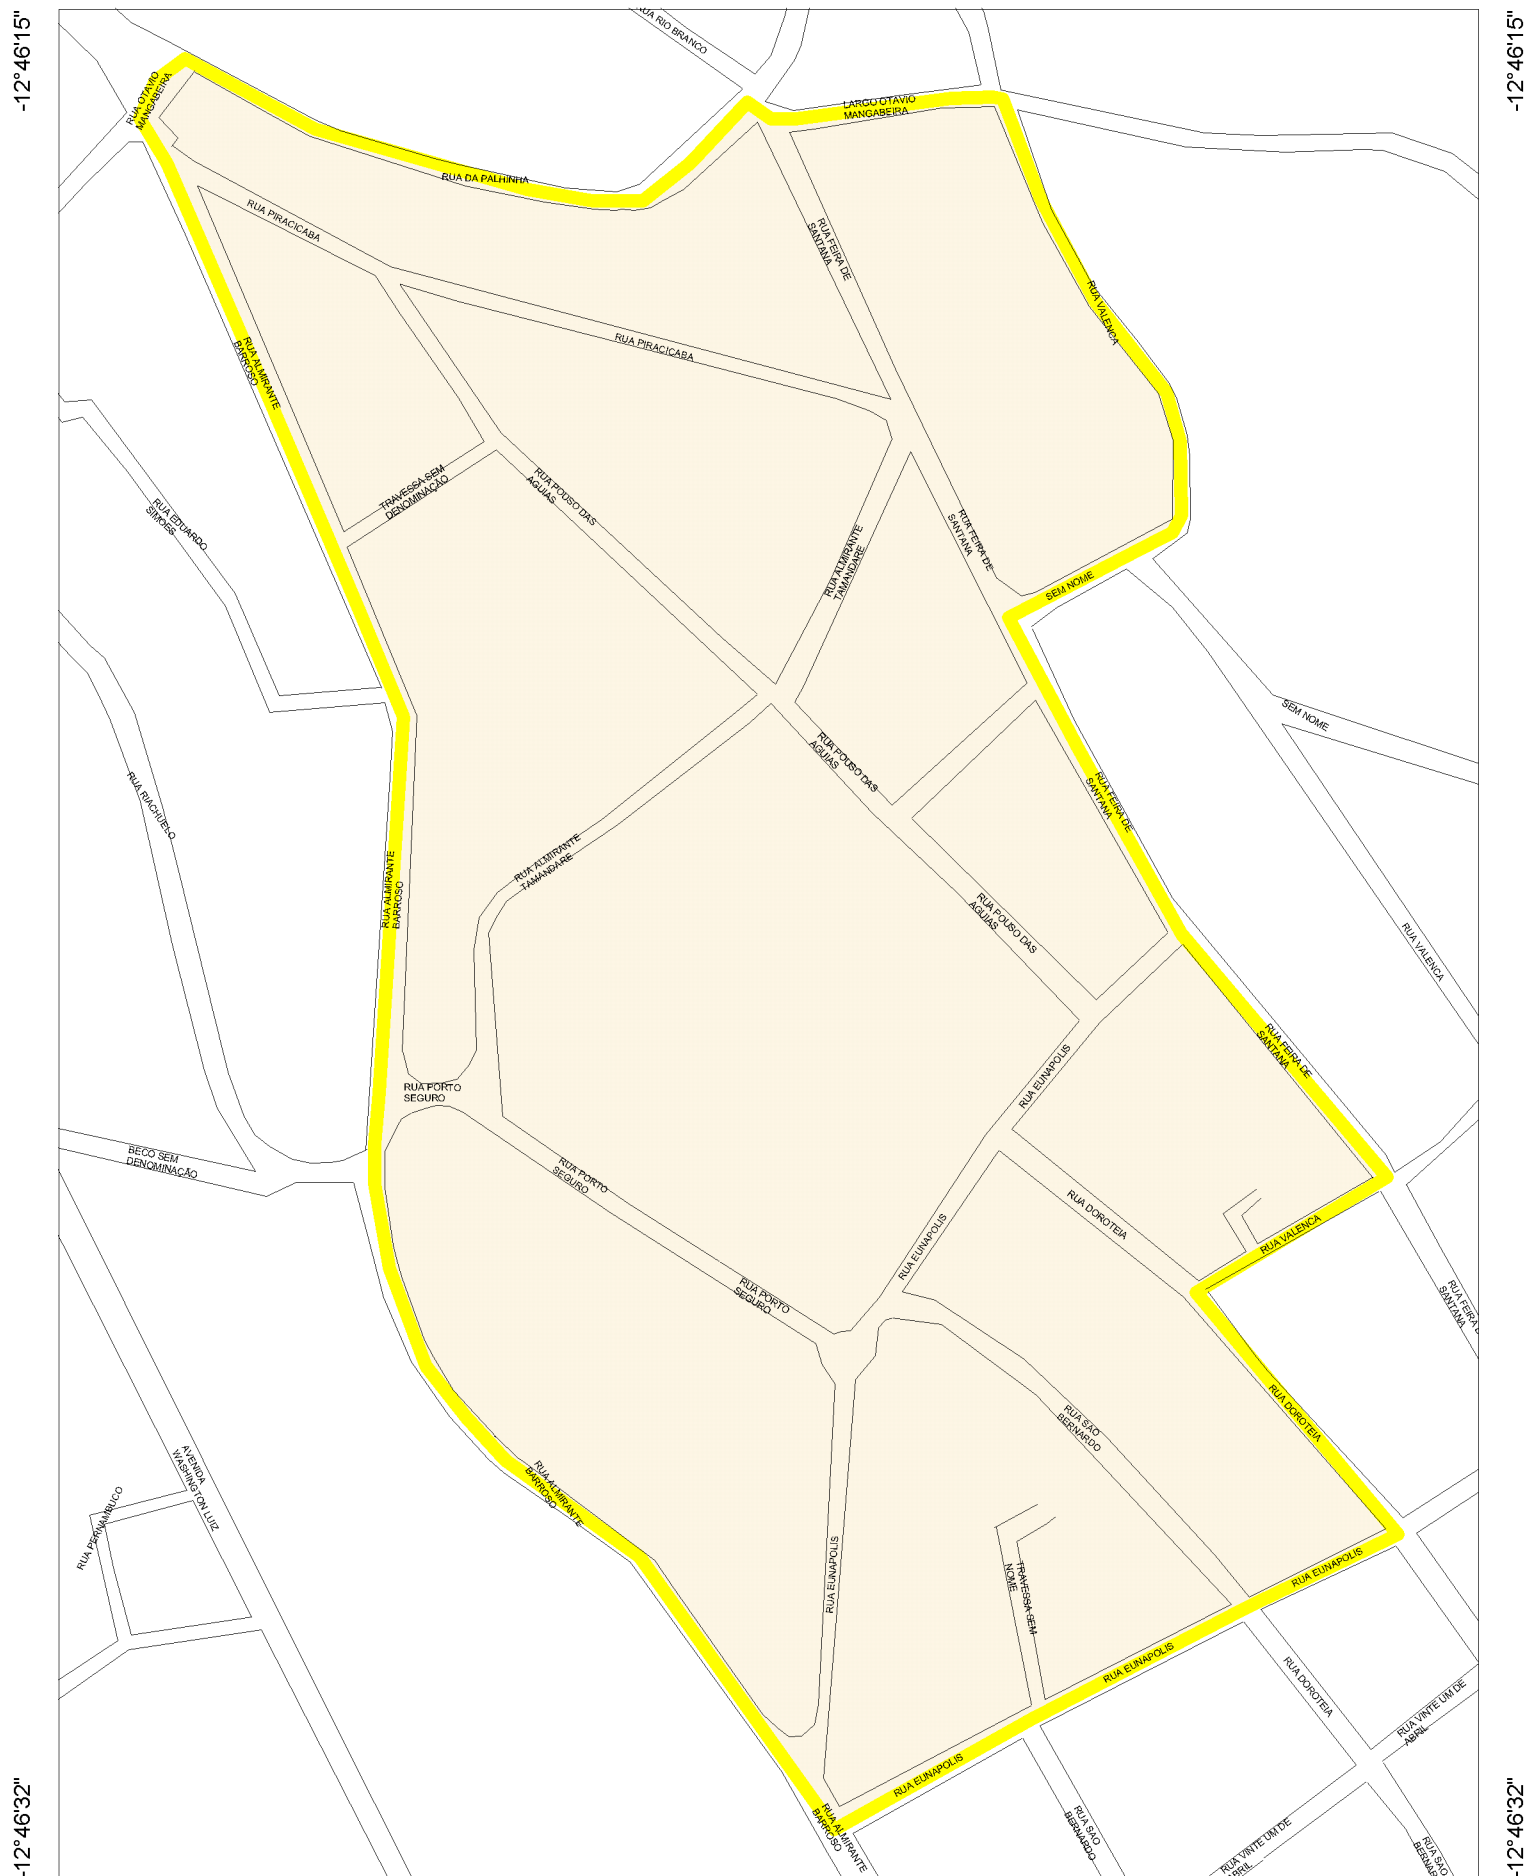 -12°46'15"
-12°46'15"
RUA RIO BRANCO
RUA OTAVIO
MANGABEIRA
LARGO OTAVIO
MANGABEIRA
RUA DA PALHINHA
RUA PIRACICABA
RUA FEIRA DE
SANTANA
RUA VALENCA
RUA PIRACICABA
RUA ALMIRANTE
BARROSO
TRAVESSA SEM
DENOMINAÇÃO
RUA POUSO DAS
AGUIAS
RUA EDUARDO
SIMOES
RUA ALMIRANTE
TAMANDARE
RUA FEIRA DE
SANTANA
SEM NOME
SEM NOME
RUA POUSO DAS
AGUIAS
RUA RIACHUELO
RUA FEIRA DE
SANTANA
RUA ALMIRANTE
TAMANDARE
RUA ALMIRANTE
BARROSO
RUA POUSO DAS
AGUIAS
RUA VALENCA
RUA FEIRA DE
SANTANA
RUA EUNAPOLIS
RUA PORTO
SEGURO
BECO SEM
DENOMINAÇÃO
RUA PORTO
SEGURO
RUA DOROTEIA
RUA EUNAPOLIS
RUA VALENCA
RUA PORTO
SEGURO
RUA FEIRA D
SANTANA
RUA DOROTEIA
RUA SAO
BERNARDO
AVENIDA
WASHINGTON LUIZ
RUA ALMIRANTE
BARROSO
RUA PERNAMBUCO
RUA EUNAPOLIS
TRAVESSA SEM
NOME
RUA EUNAPOLIS
RUA EUNAPOLIS
RUA DOROTEIA
RUA VINTE UM DE
ABRIL
RUA EUNAPOLIS
RUA ALMIRANTE
BARROSO
RUA SAO
BERNARDO
RUA VINTE UM DE
ABRIL
RUA SAO
BERNAR
-12°46'32"
-12°46'32"